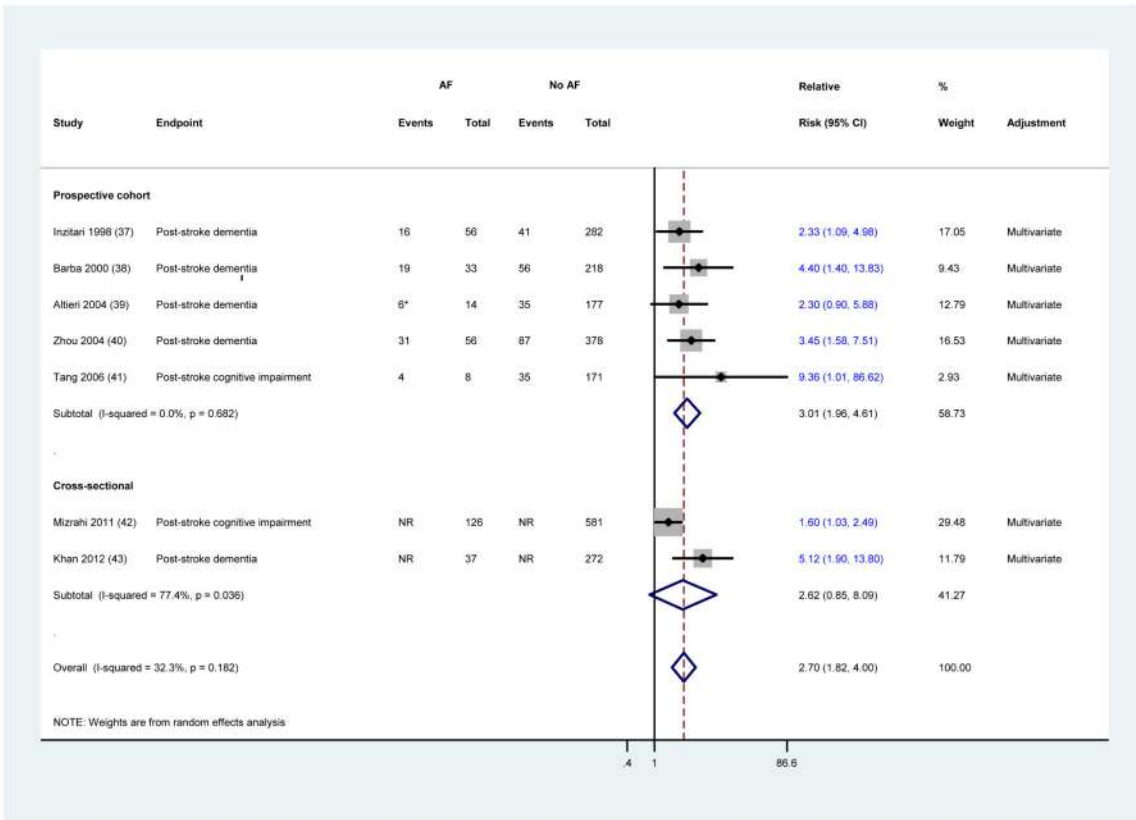 AF No AF Relative %
Study Endpoint Events Total Events Total Risk (95% CI) Weight Adjustment
Prospective cohort
Inzitari 1998 (37) Post-stroke dementia 16 56 41 282 2.33 (1.09, 4.98) 17.05 Multivariate
Barba 2000 (38) Post-stroke dementia 19 33 56 218 4.40 (1.40, 13.83) 9.43 Multivariate
Altieri 2004 (39) Post-stroke dementia 6* 14 35 177 2.30 (0.90, 5.88) 12.79 Multivariate
Zhou 2004 (40) Post-stroke dementia 31 56 87 378 3.45 (1.58, 7.51) 16.53 Multivariate
Tang 2006 (41) Post-stroke cognitive impairment 4 8 35 171 9.36 (1.01, 86.62) 2.93 Multivariate
Subtotal (I-squared = 0.0%, p = 0.682) 3.01 (1.96, 4.61) 58.73
.
Cross-sectional
Mizrahi 2011 (42) Post-stroke cognitive impairment NR 126 NR 581 1.60 (1.03, 2.49) 29.48 Multivariate
Khan 2012 (43) Post-stroke dementia NR 37 NR 272 5.12 (1.90, 13.80) 11.79 Multivariate
Subtotal (I-squared = 77.4%, p = 0.036) 2.62 (0.85, 8.09) 41.27
.
Overall (I-squared = 32.3%, p = 0.182) 2.70 (1.82, 4.00) 100.00
NOTE: Weights are from random effects analysis
.4 1 86.6